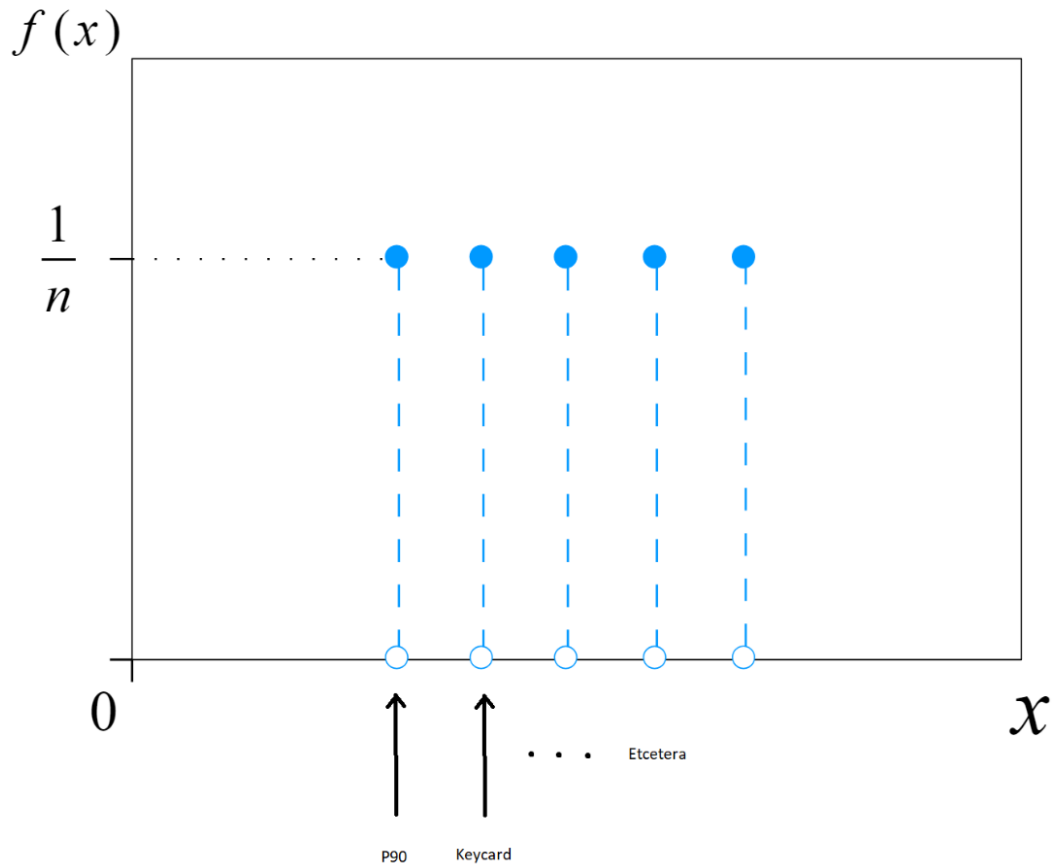 f(x)
1
n
0
x
. . . Etcetera
P90
Keycard